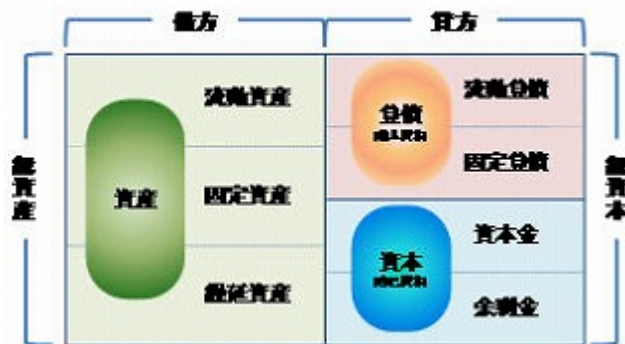 借方
貸方
総資産
資産
流動資産
固定資産
繰延資産
負債
流動負債
固定負債
資本
資本金
余剰金
総資本